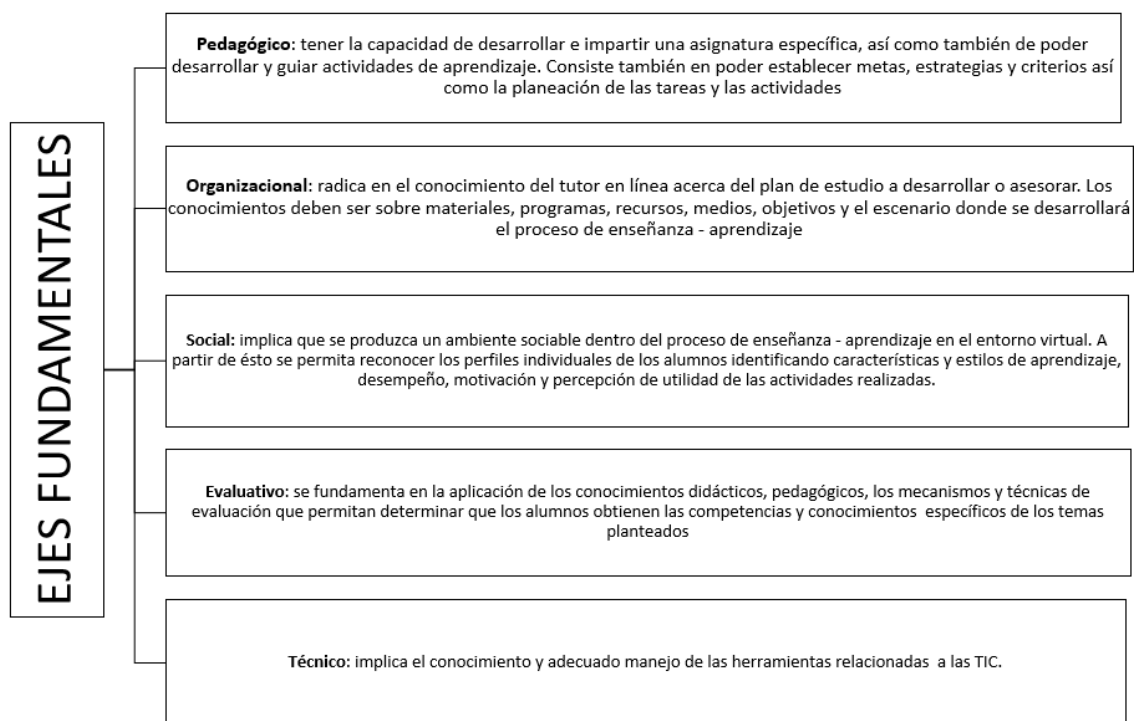 EJES FUNDAMENTALES
Pedagógico: tener la capacidad de desarrollar e impartir una asignatura específica, así como también de poder
desarrollar y guiar actividades de aprendizaje. Consiste también en poder establecer metas, estrategias y criterios así
como la planeación de las tareas y las actividades
Organizacional: radica en el conocimiento del tutor en línea acerca del plan de estudio a desarrollar o asesorar. Los
conocimientos deben ser sobre materiales, programas, recursos, medios, objetivos y el escenario donde se desarrollará
el proceso de enseñanza - aprendizaje
Social: implica que se produzca un ambiente sociable dentro del proceso de enseñanza - aprendizaje en el entorno virtual. A
partir de ésto se permita reconocer los perfiles individuales de los alumnos identificando características y estilos de aprendizaje,
desempeño, motivación y percepción de utilidad de las actividades realizadas.
Evaluativo: se fundamenta en la aplicación de los conocimientos didácticos, pedagógicos, los mecanismos y técnicas de
evaluación que permitan determinar que los alumnos obtienen las competencias y conocimientos específicos de los temas
planteados
Técnico: implica el conocimiento y adecuado manejo de las herramientas relacionadas a las TIC.